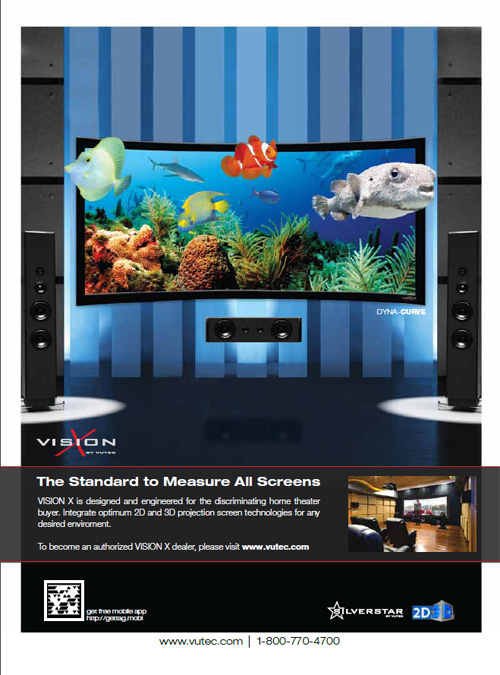 DYNA-CURVE
VISION X
BY VUTEC
The Standard to Measure All Screens
VISION X is designed and engineered for the discriminating home theater
buyer. Integrate optimum 2D and 3D projection screen technologies for any
desired enviroment.
To become an authorized VISION X dealer, please visit www.vutec.com
get free mobile app
http://gettag.mobi
SILVERSTAR
BY VUTEC
2D 3D
www.vutec.com | 1-800-770-4700